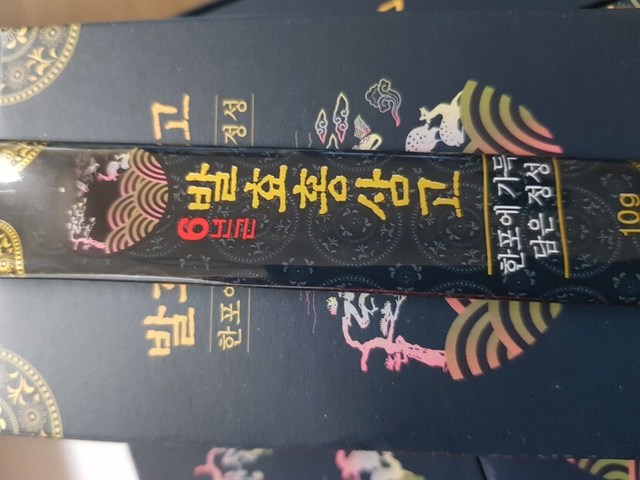 6년근
발효홍삼고
한포에 가득
담은 정성
10g
고
정성
발효
한포에